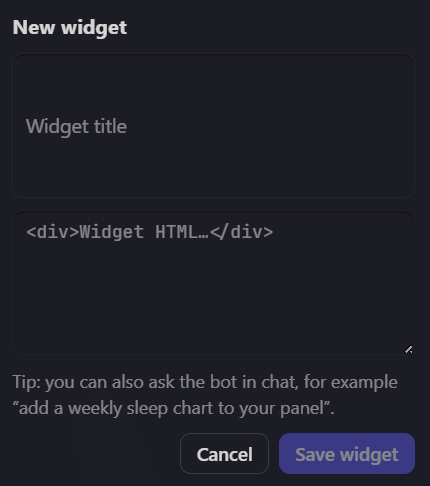 New widget
Widget title
<div>Widget HTML…</div>
Tip: you can also ask the bot in chat, for example
“add a weekly sleep chart to your panel”.
Cancel
Save widget